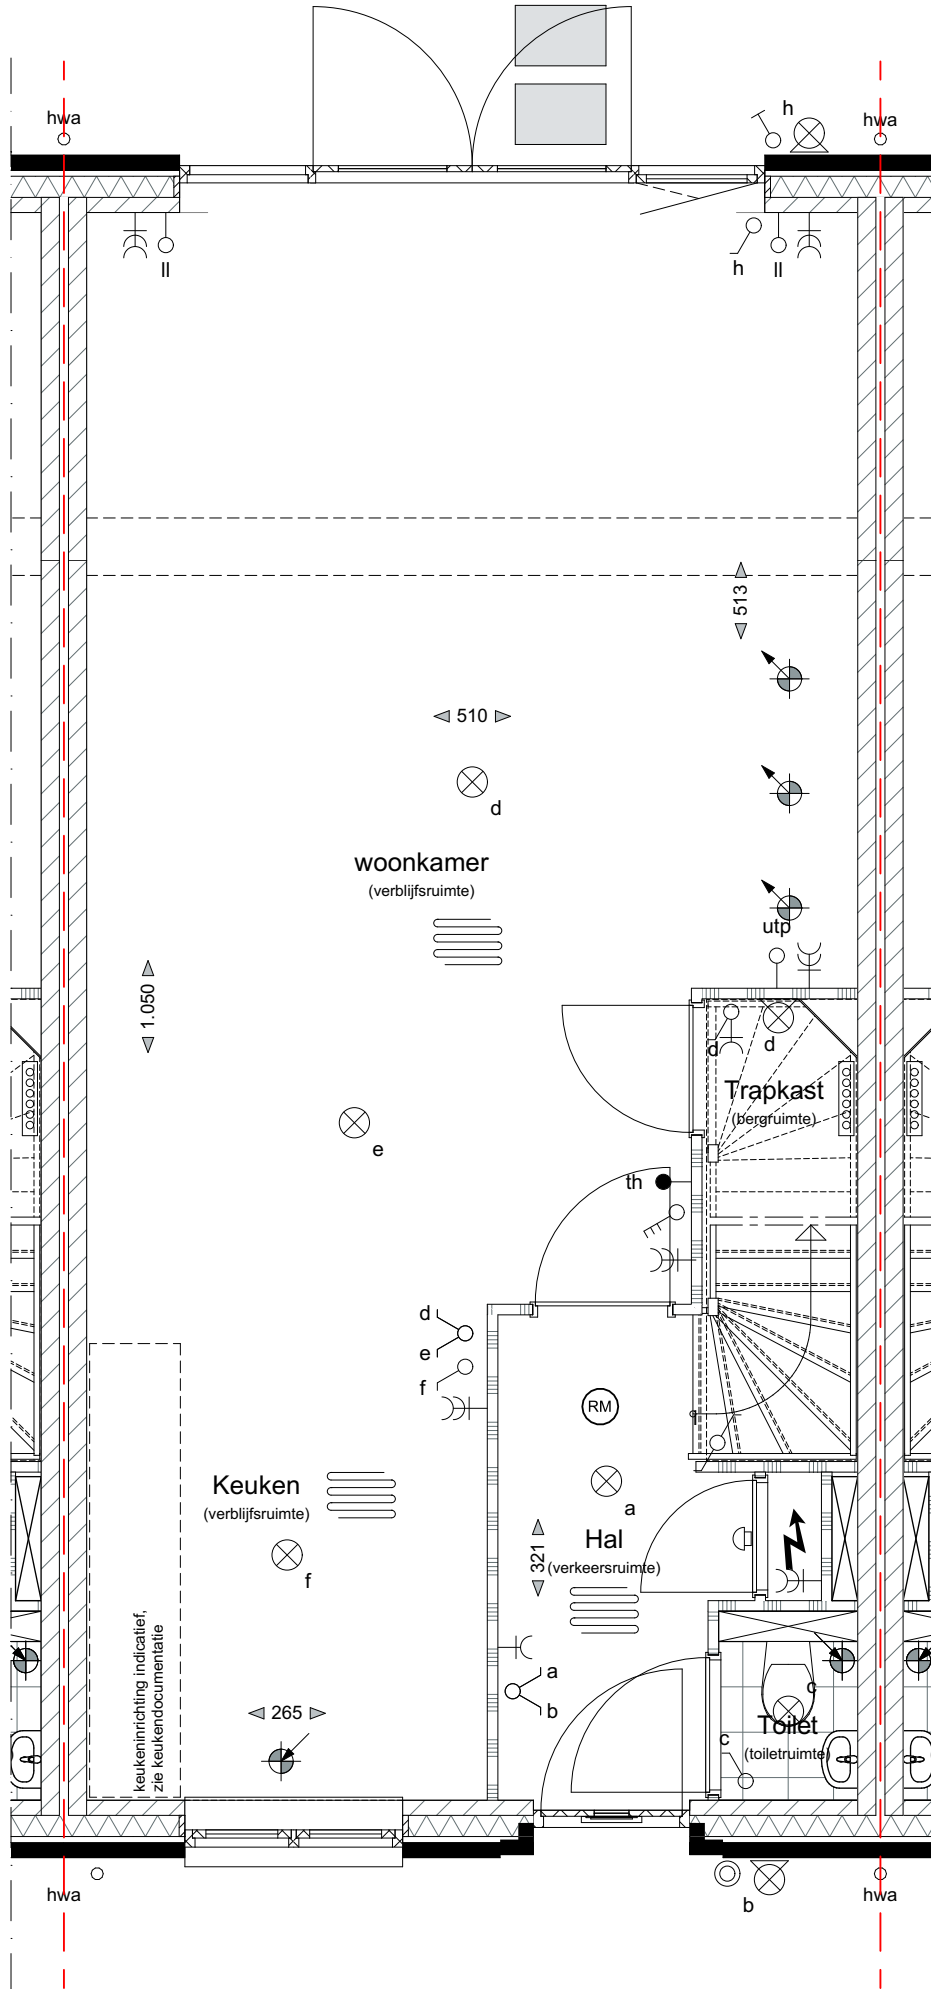 hwa
h
hwa
ll
h
ll
513
510
d
woonkamer
(verblijfsruimte)
utp
1.050
d
d
Trapkast
(bergruimte)
e
th
d
e
f
RM
Keuken
(verblijfsruimte)
a
Hal
(verkeersruimte)
321
f
keukeninrichting indicatief,
zie keukendocumentatie
a
b
c
265
Toilet
(toiletruimte)
c
hwa
b
hwa